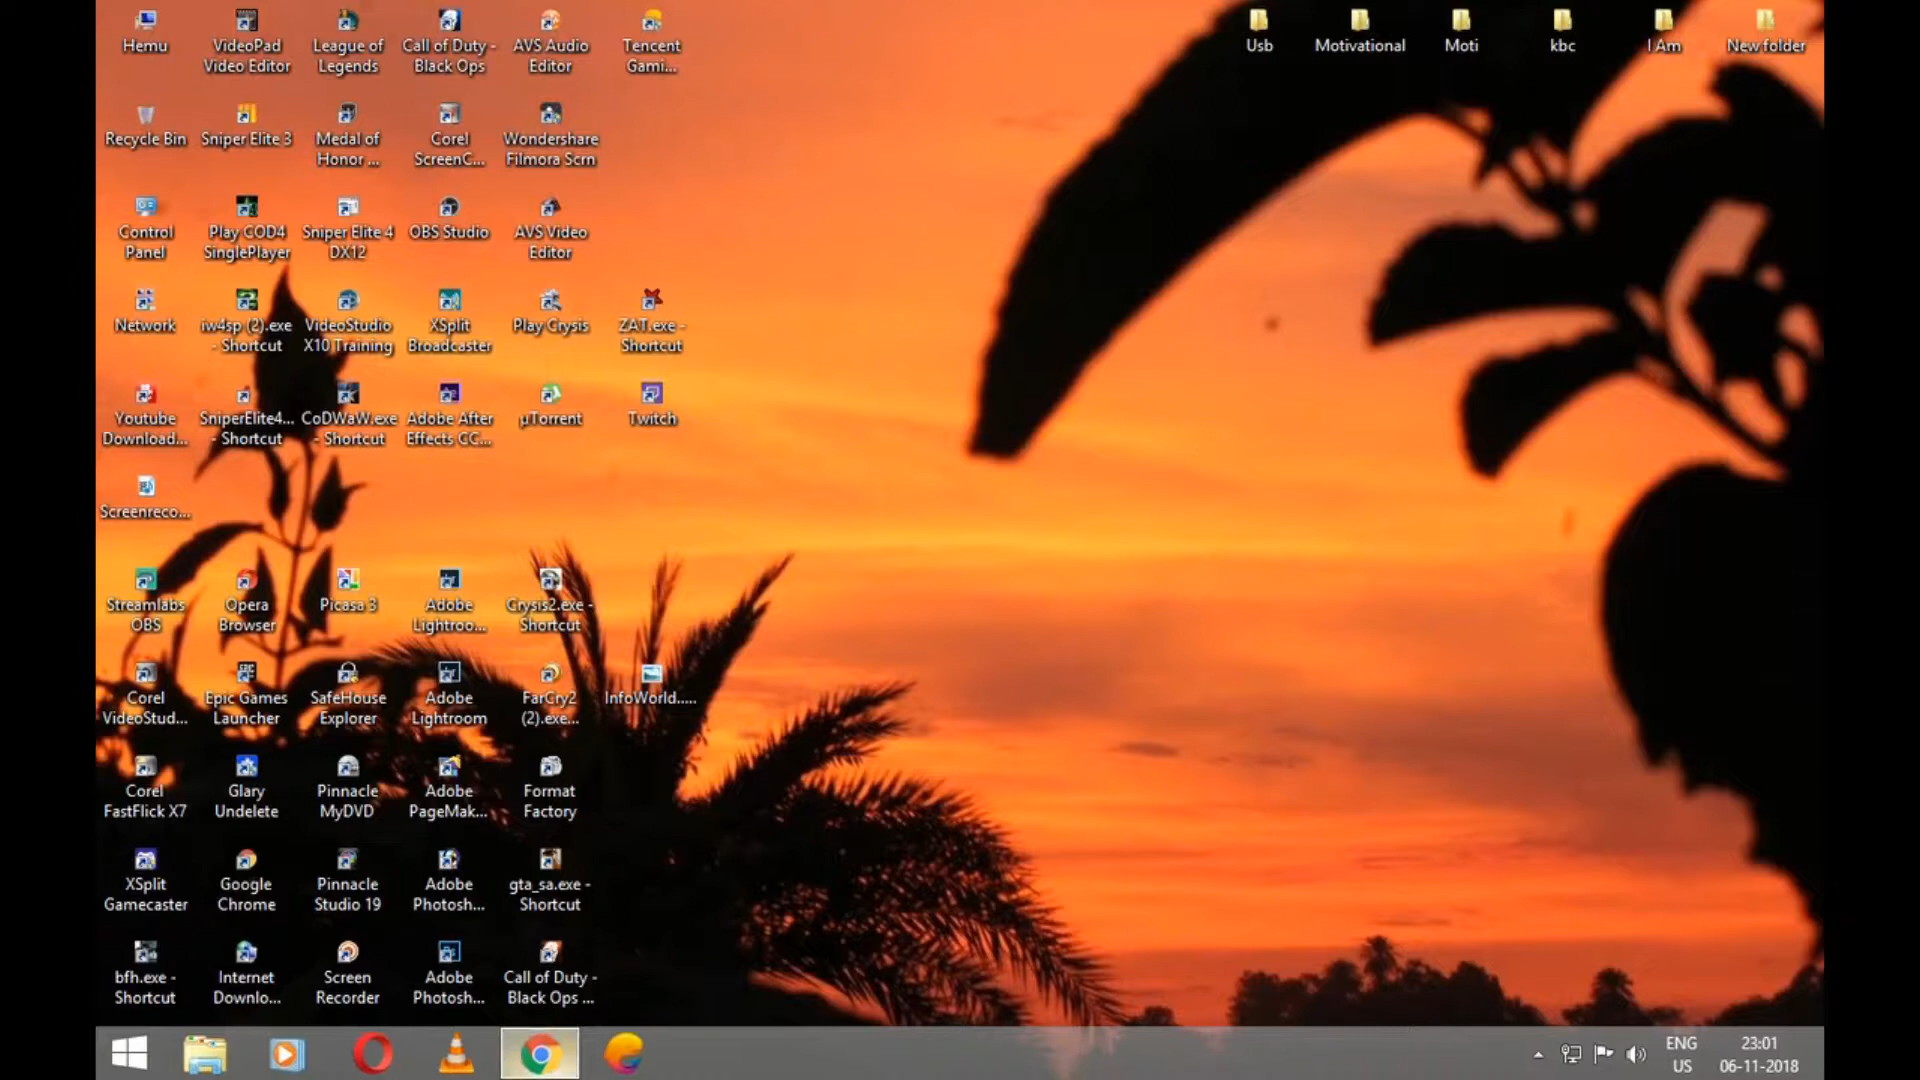 Hemu
VideoPad
Video Editor
League of
Legends
Call of Duty -
Black Ops
AVS Audio
Editor
Tencent
Gami...
Usb
Motivational
Moti
kbc
I Am
New folder
Recycle Bin
Sniper Elite 3
Medal of
Honor ...
Corel
ScreenC...
Wondershare
Filmora Scrn
Control
Panel
Play COD4
SinglePlayer
Sniper Elite 4
DX12
OBS Studio
AVS Video
Editor
Network
iw4sp (2).exe
- Shortcut
VideoStudio
X10 Training
XSplit
Broadcaster
Play Crysis
ZAT.exe -
Shortcut
Youtube
Download...
SniperElite4...
- Shortcut
CoDWaW.exe
- Shortcut
Adobe After
Effects CC...
µTorrent
Twitch
Screenreco...
Streamlabs
OBS
Opera
Browser
Picasa 3
Adobe
Lightroo...
Crysis2.exe -
Shortcut
Corel
VideoStud...
Epic Games
Launcher
SafeHouse
Explorer
Adobe
Lightroom
FarCry2
(2).exe...
InfoWorld.....
Corel
FastFlick X7
Glary
Undelete
Pinnacle
MyDVD
Adobe
PageMak...
Format
Factory
XSplit
Gamecaster
Google
Chrome
Pinnacle
Studio 19
Adobe
Photosh...
gta_sa.exe -
Shortcut
bfh.exe -
Shortcut
Internet
Downlo...
Screen
Recorder
Adobe
Photosh...
Call of Duty -
Black Ops ...
ENG
US
23:01
06-11-2018